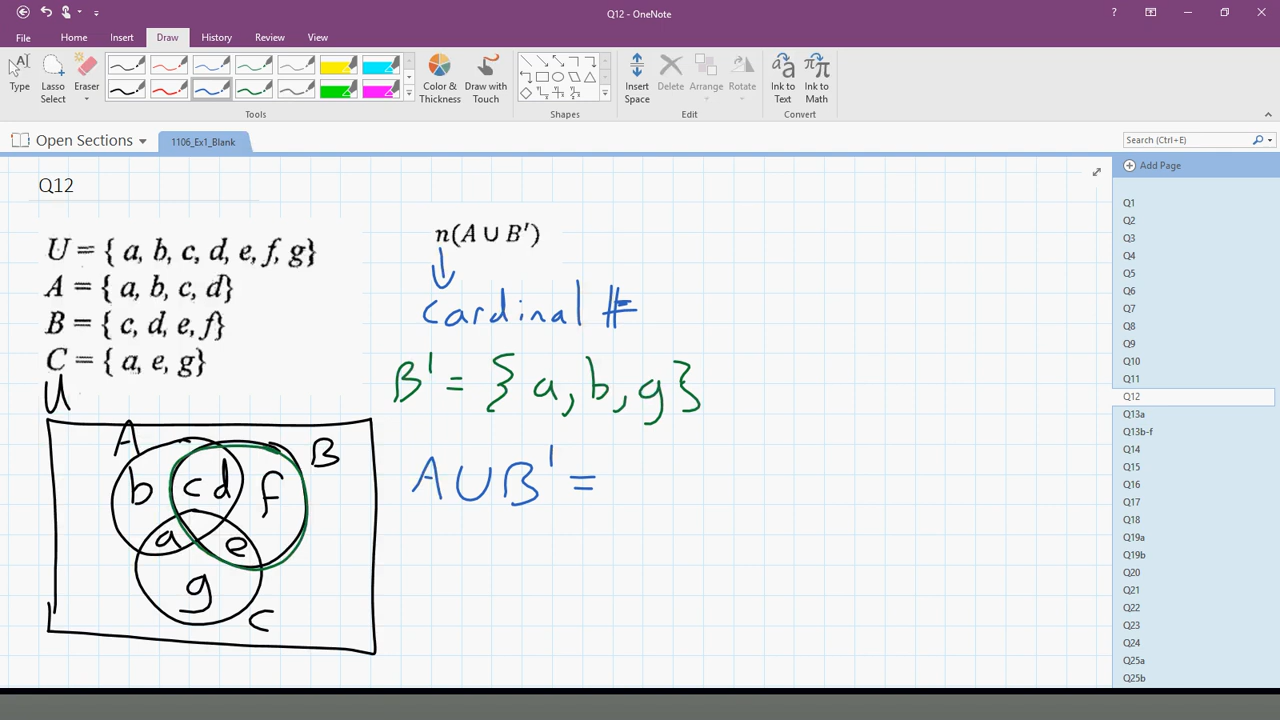 Q12 - OneNote
File Home Insert Draw History Review View
Type Lasso Select Eraser Color & Thickness Draw with Touch Insert Space Delete Arrange Rotate Ink to Text Ink to Math
Tools Shapes Edit Convert
Open Sections 1106_Ex1_Blank Search (Ctrl+E)
Add Page
Q12
U = { a, b, c, d, e, f, g}
A = { a, b, c, d}
B = { c, d, e, f}
C = { a, e, g}
n(A ∪ B')
cardinal #
B' = { a, b, g }
A ∪ B' =
U
A
B
b c d f
a e
g
C
Q1
Q2
Q3
Q4
Q5
Q6
Q7
Q8
Q9
Q10
Q11
Q12
Q13a
Q13b-f
Q14
Q15
Q16
Q17
Q18
Q19a
Q19b
Q20
Q21
Q22
Q23
Q24
Q25a
Q25b